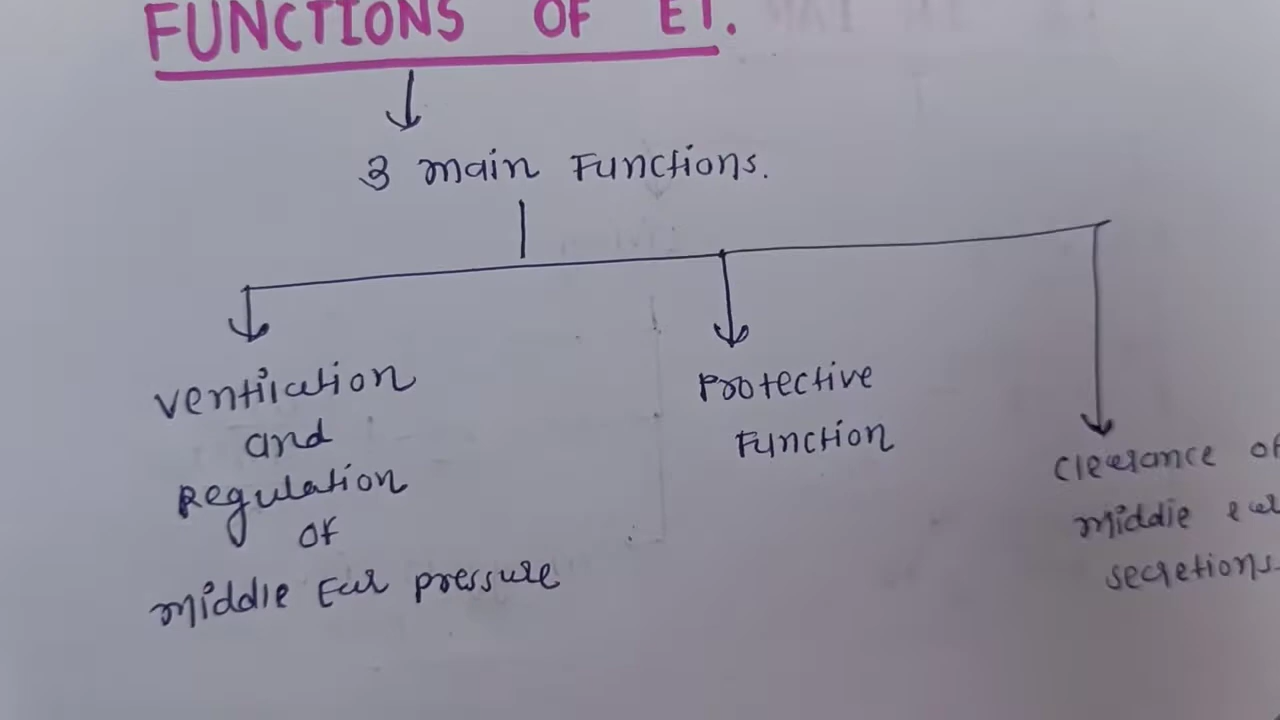 FUNCTIONS OF ET.
3 main Functions.
ventilation
and
Regulation
of
middle Ear pressure
Protective
Function
Clearance of
middle ear
secretions.